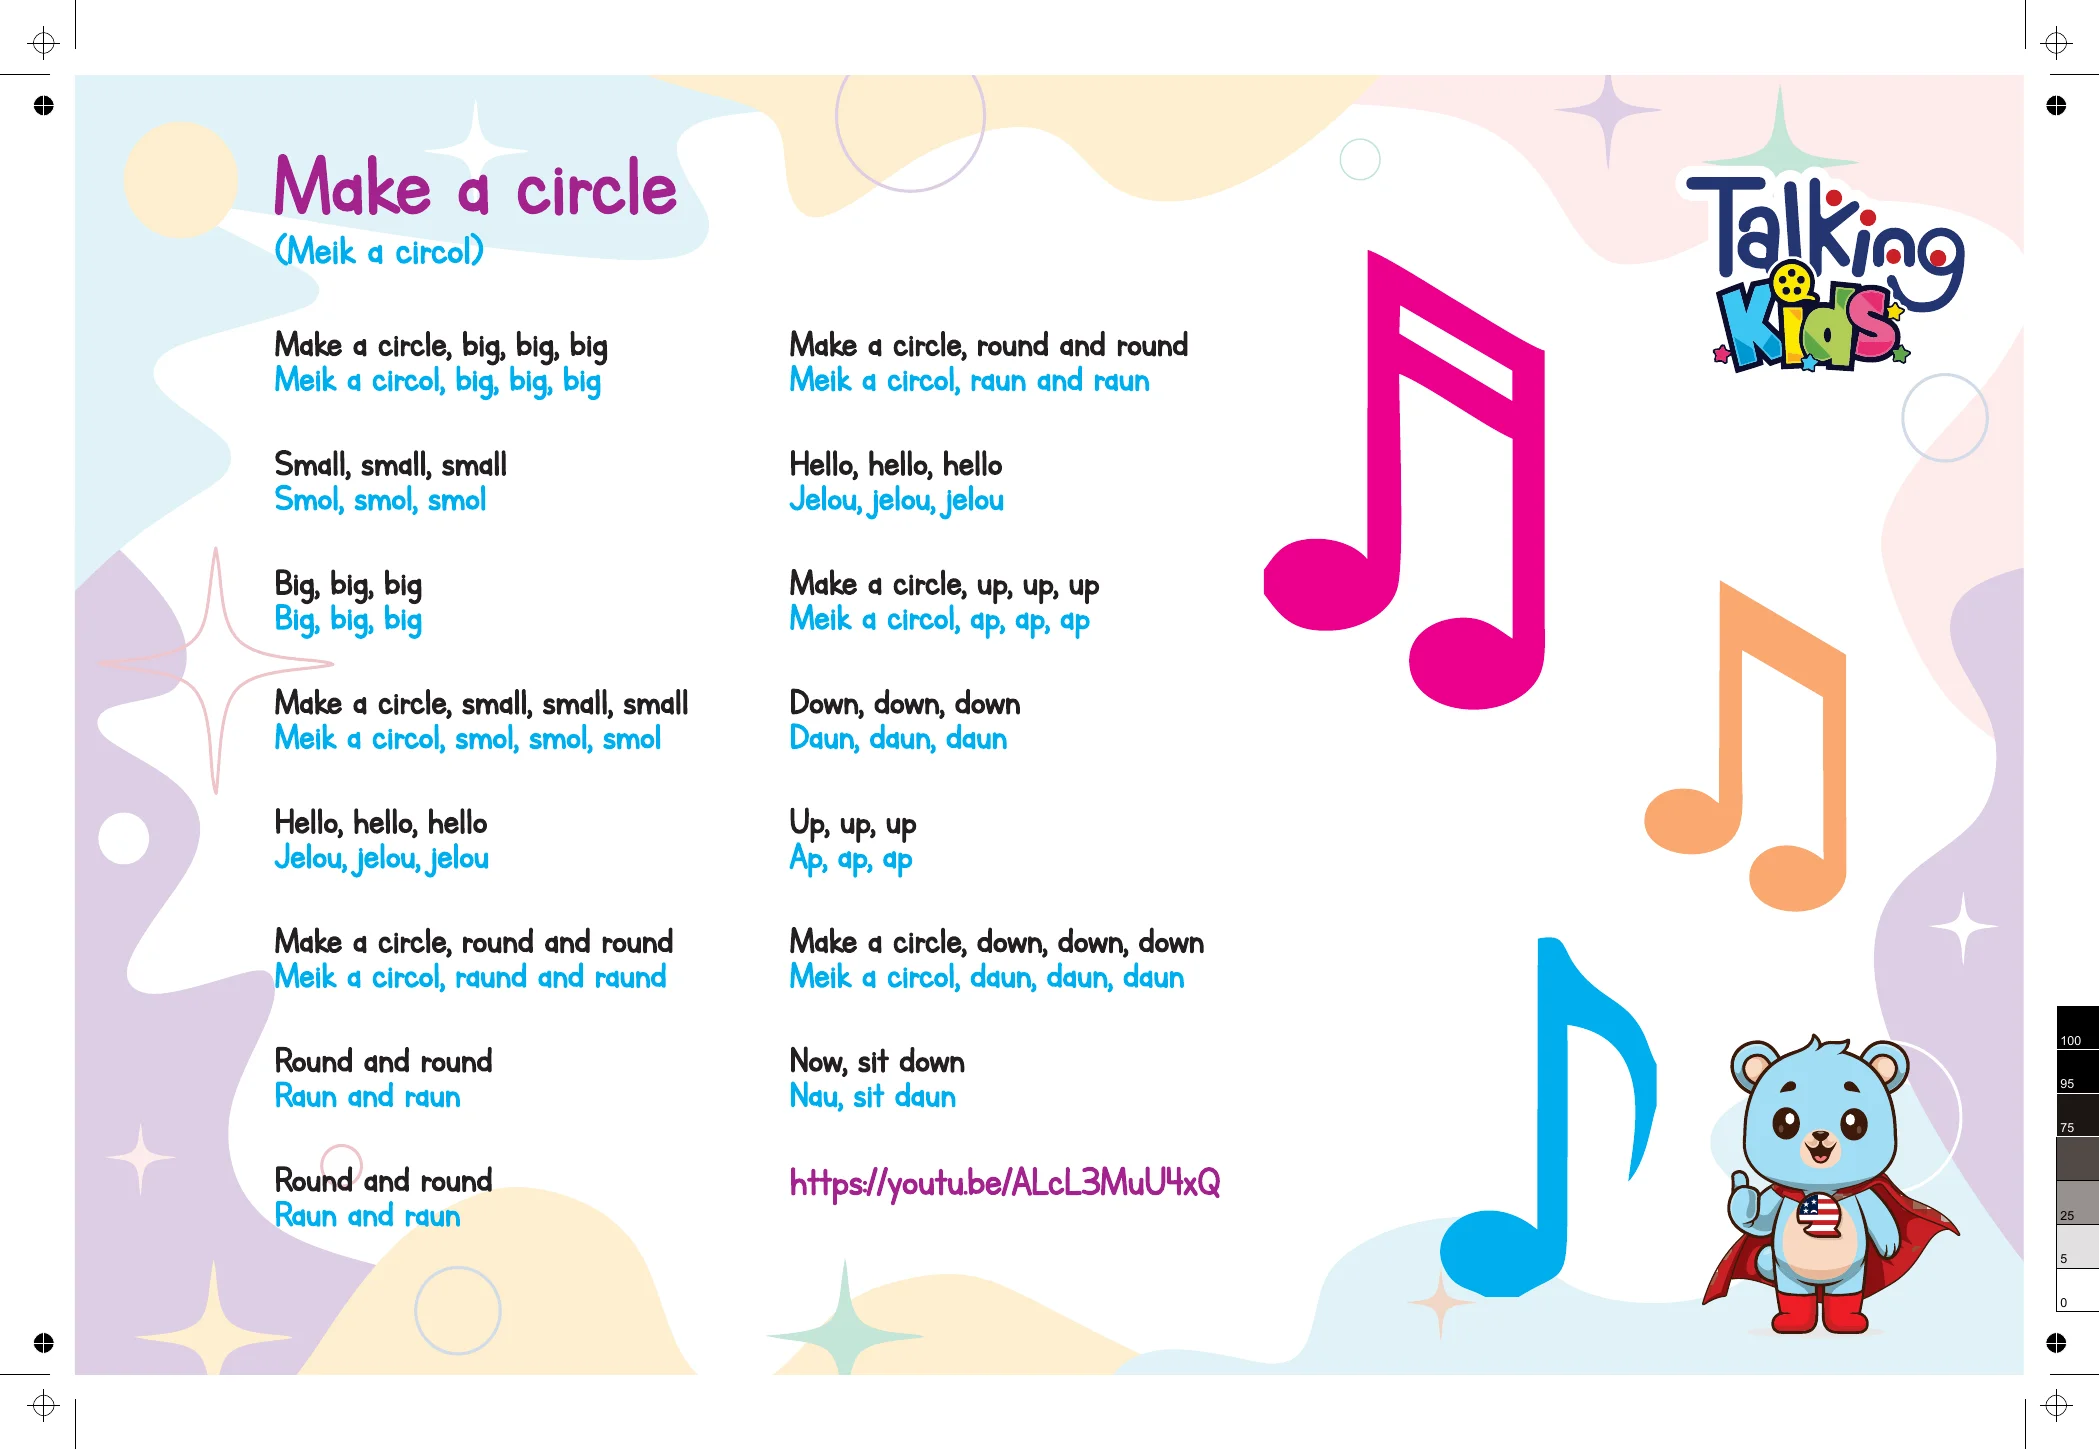 Make a circle
(Meik a circol)
Make a circle, big, big, big
Meik a circol, big, big, big
Small, small, small
Smol, smol, smol
Big, big, big
Big, big, big
Make a circle, small, small, small
Meik a circol, smol, smol, smol
Hello, hello, hello
Jelou, jelou, jelou
Make a circle, round and round
Meik a circol, raund and raund
Round and round
Raun and raun
Round and round
Raun and raun
Make a circle, round and round
Meik a circol, raun and raun
Hello, hello, hello
Jelou, jelou, jelou
Make a circle, up, up, up
Meik a circol, ap, ap, ap
Down, down, down
Daun, daun, daun
Up, up, up
Ap, ap, ap
Make a circle, down, down, down
Meik a circol, daun, daun, daun
Now, sit down
Nau, sit daun
https://youtu.be/ALcL3MuU4xQ
Talking
Kids
100
95
75
25
5
0